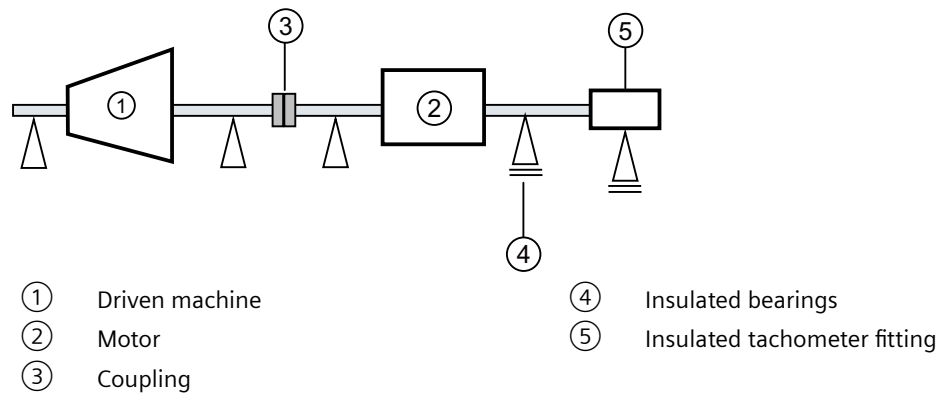 ③
⑤
①
②
④
① Driven machine
② Motor
③ Coupling
④ Insulated bearings
⑤ Insulated tachometer fitting